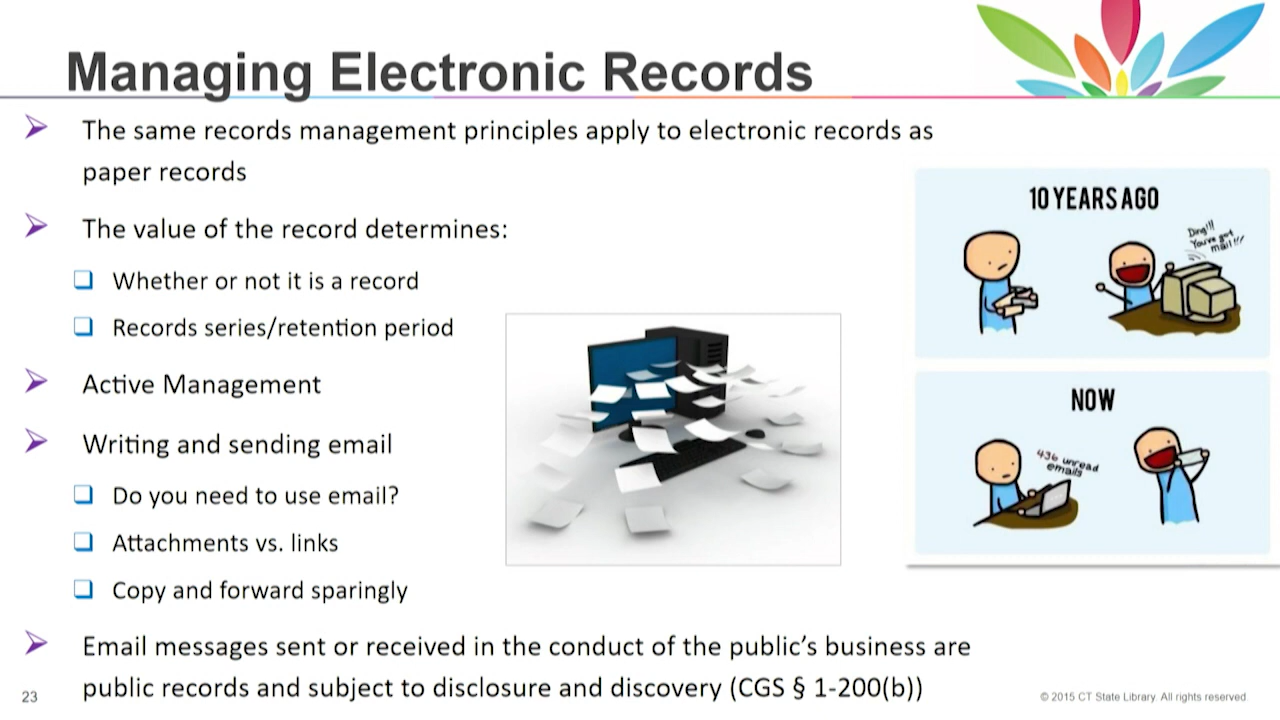 Managing Electronic Records
The same records management principles apply to electronic records as
paper records
The value of the record determines:
Whether or not it is a record
Records series/retention period
Active Management
Writing and sending email
Do you need to use email?
Attachments vs. links
Copy and forward sparingly
Email messages sent or received in the conduct of the public's business are
public records and subject to disclosure and discovery (CGS § 1-200(b))
10 YEARS AGO
Ding!!!
You've got
mail!!!
NOW
436 unread
emails
23
© 2015 CT State Library. All rights reserved